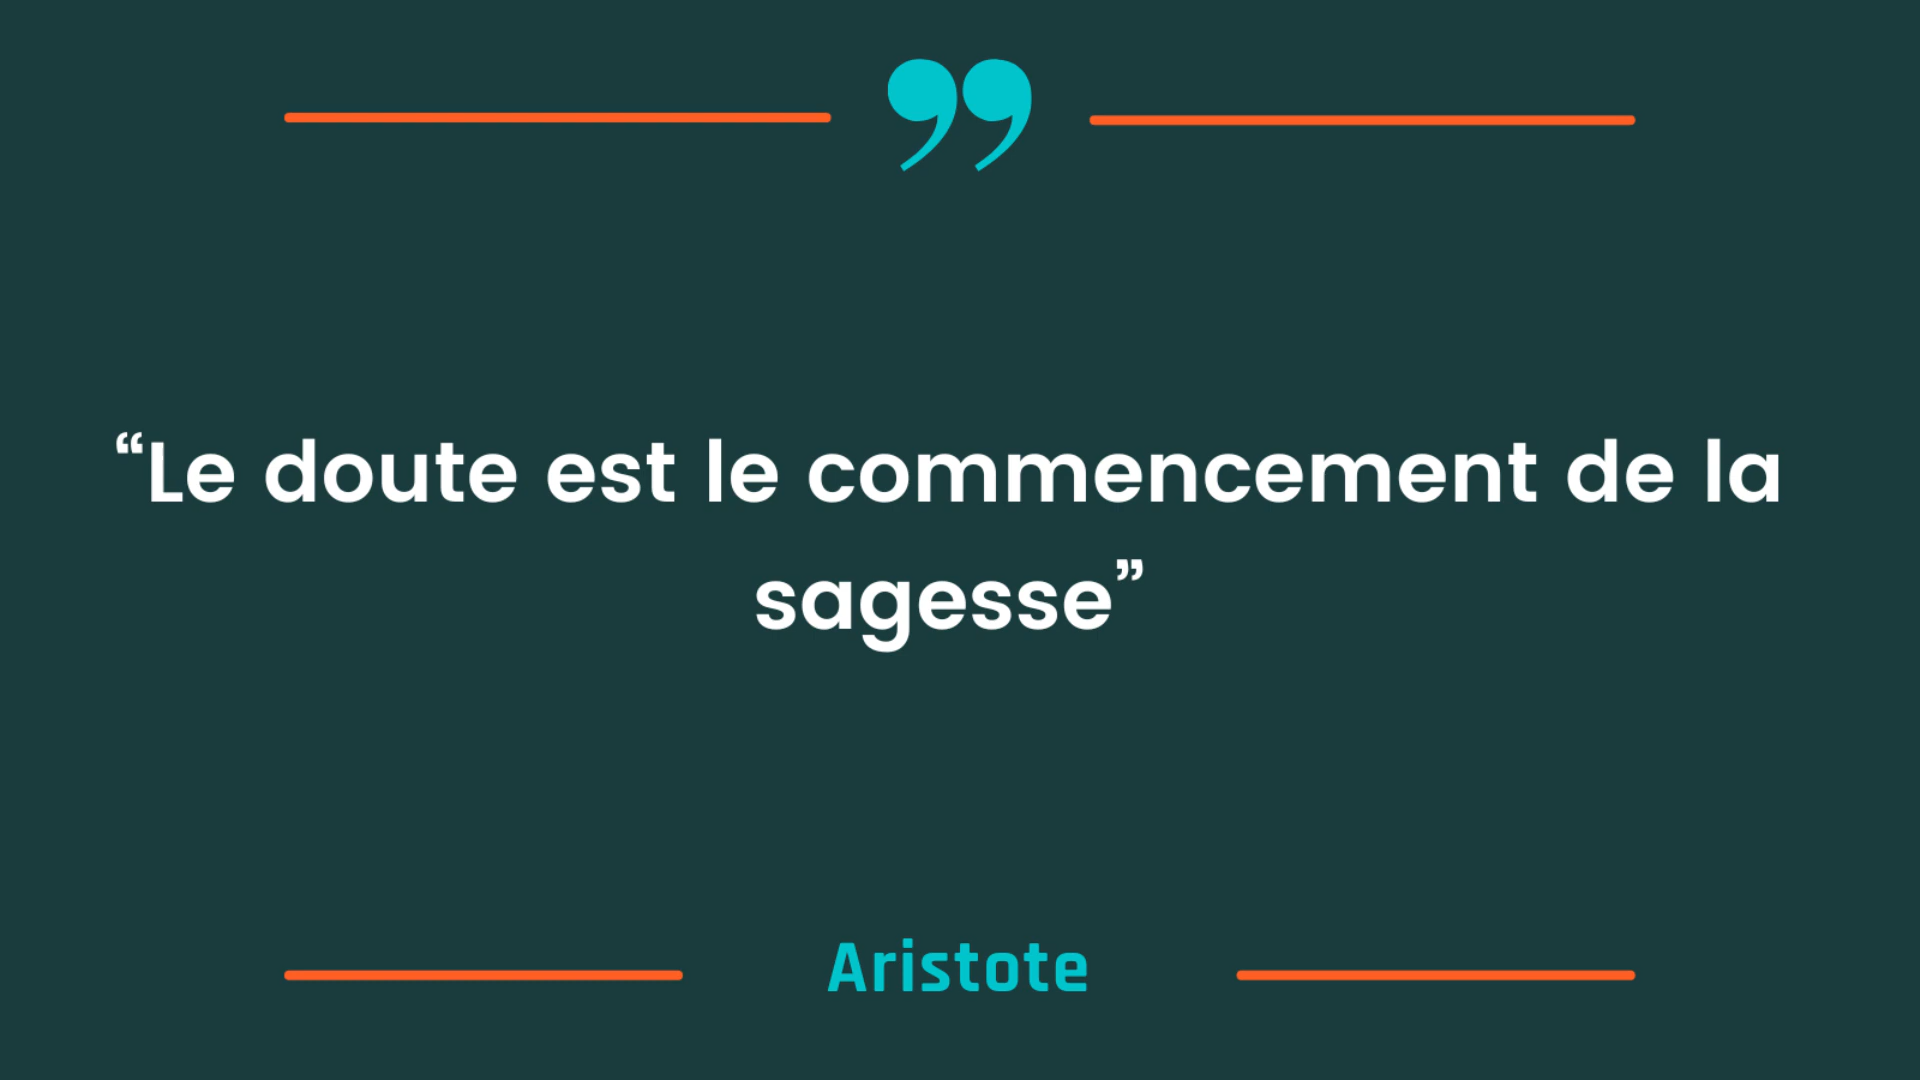 ”
“Le doute est le commencement de la
sagesse”
Aristote